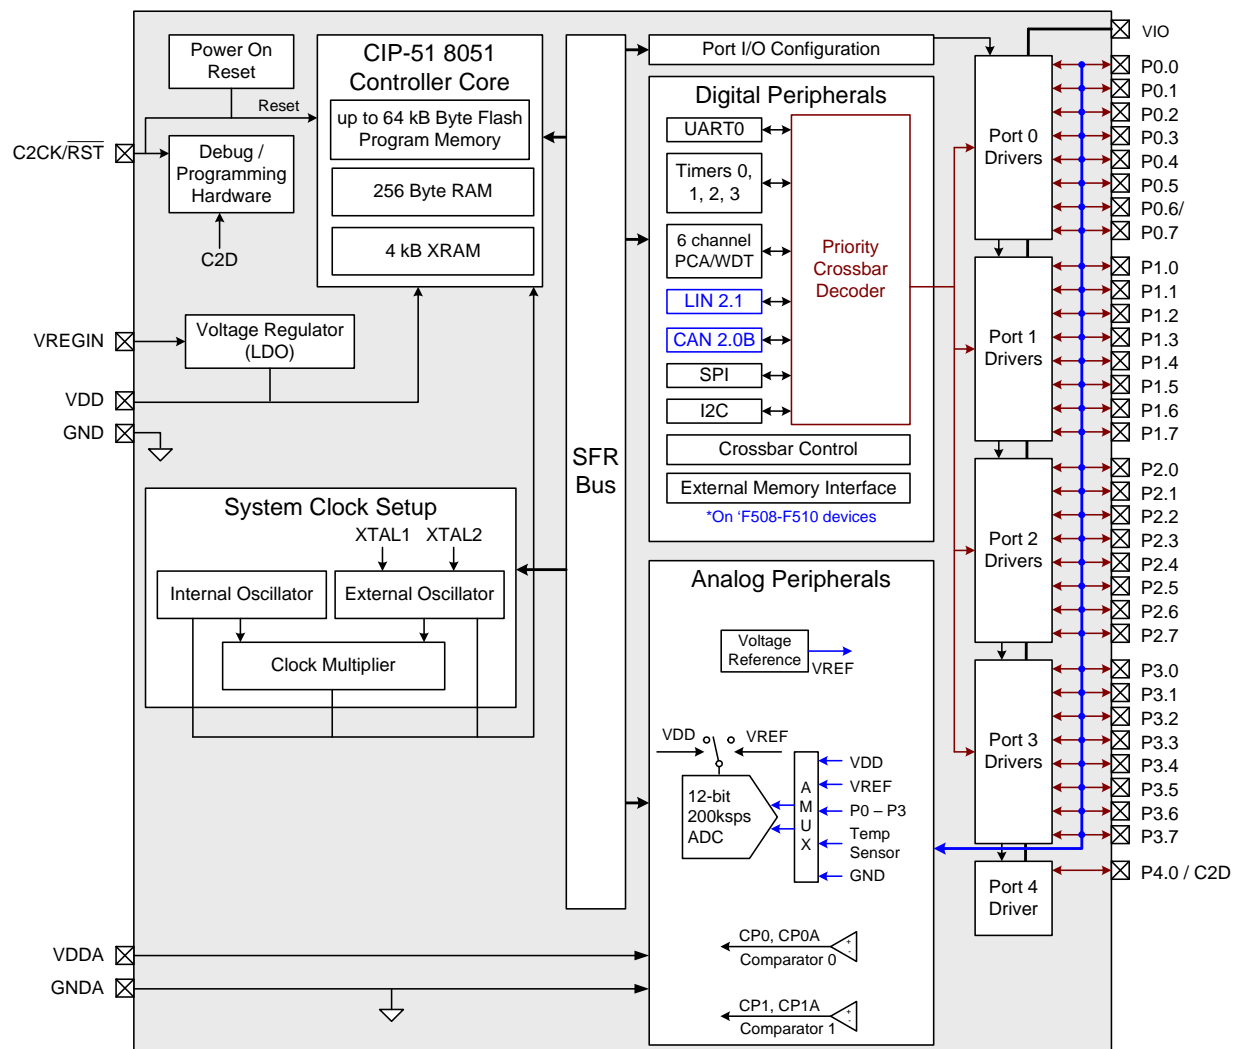 Power On
Reset
Reset
C2CK/RST
Debug /
Programming
Hardware
C2D
CIP-51 8051
Controller Core
up to 64 kB Byte Flash
Program Memory
256 Byte RAM
4 kB XRAM
VREGIN
Voltage Regulator
(LDO)
VDD
GND
System Clock Setup
XTAL1 XTAL2
Internal Oscillator
External Oscillator
Clock Multiplier
VDDA
GNDA
SFR
Bus
Port I/O Configuration
Digital Peripherals
UART0
Timers 0,
1, 2, 3
6 channel
PCA/WDT
LIN 2.1
CAN 2.0B
SPI
I2C
Priority
Crossbar
Decoder
Crossbar Control
External Memory Interface
*On ‘F508-F510 devices
Analog Peripherals
Voltage
Reference
VREF
VDD
VREF
12-bit
200ksps
ADC
A
M
U
X
VDD
VREF
P0 – P3
Temp
Sensor
GND
CP0, CP0A
Comparator 0
+
-
CP1, CP1A
Comparator 1
+
-
Port 0
Drivers
Port 1
Drivers
Port 2
Drivers
Port 3
Drivers
Port 4
Driver
VIO
P0.0
P0.1
P0.2
P0.3
P0.4
P0.5
P0.6/
P0.7
P1.0
P1.1
P1.2
P1.3
P1.4
P1.5
P1.6
P1.7
P2.0
P2.1
P2.2
P2.3
P2.4
P2.5
P2.6
P2.7
P3.0
P3.1
P3.2
P3.3
P3.4
P3.5
P3.6
P3.7
P4.0 / C2D